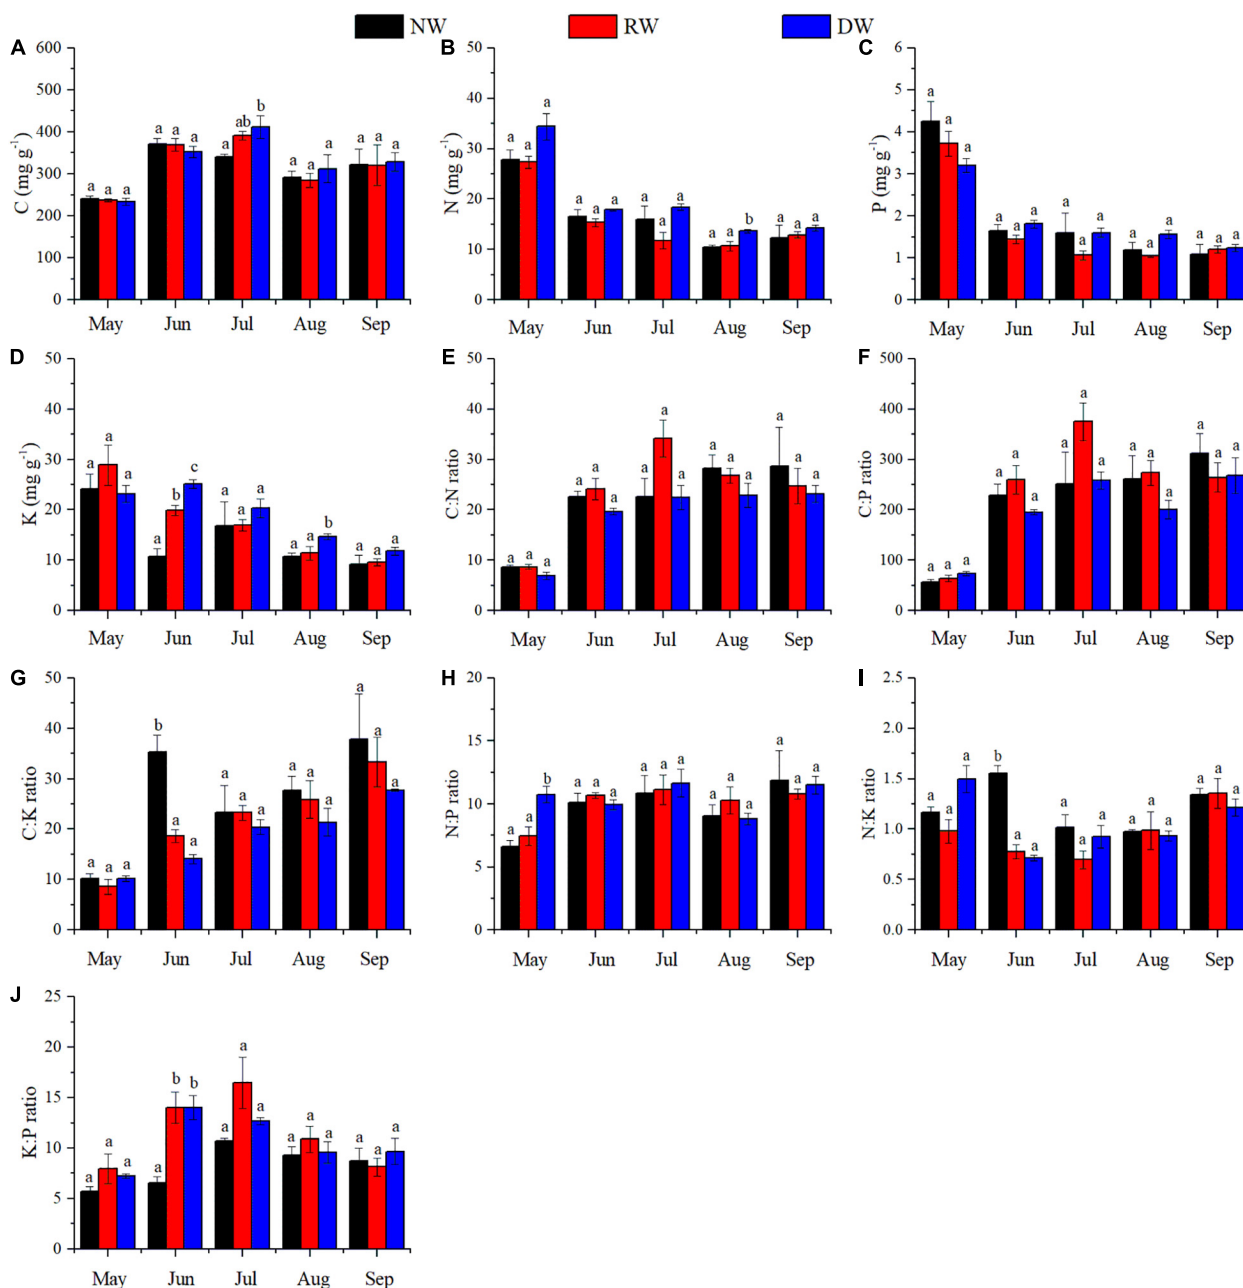 NW RW DW
A B C
600 50 6
500 40 5
400 30 4
300 20 3
200 10 2
100 0 1
0 0
C (mg g-1) N (mg g-1) P (mg g-1)
a a a a a a a ab b a a a a a a
a a a a a a a a a a a b a a a
a a a a a a a a a a a a a a a
May Jun Jul Aug Sep May Jun Jul Aug Sep May Jun Jul Aug Sep
D E F
50 50 500
40 40 400
30 30 300
20 20 200
10 10 100
0 0 0
K (mg g-1) C:N ratio C:P ratio
a a a a b c a a a a a b a a a
a a a a a a a a a a a a a a a
a a a a a a a a a a a a a a a
May Jun Jul Aug Sep May Jun Jul Aug Sep May Jun Jul Aug Sep
G H I
50 20 2.5
40 15 2.0
30 10 1.5
20 5 1.0
10 0 0.5
0 0.0
C:K ratio N:P ratio N:K ratio
a a a b a a a a a a a a a a a
a a b a a a a a a a a a a a a
a a a b a a a a a a a a a a a
May Jun Jul Aug Sep May Jun Jul Aug Sep May Jun Jul Aug Sep
J
25
20
15
10
5
0
K:P ratio
a a a a b b a a a a a a a a a
May Jun Jul Aug Sep